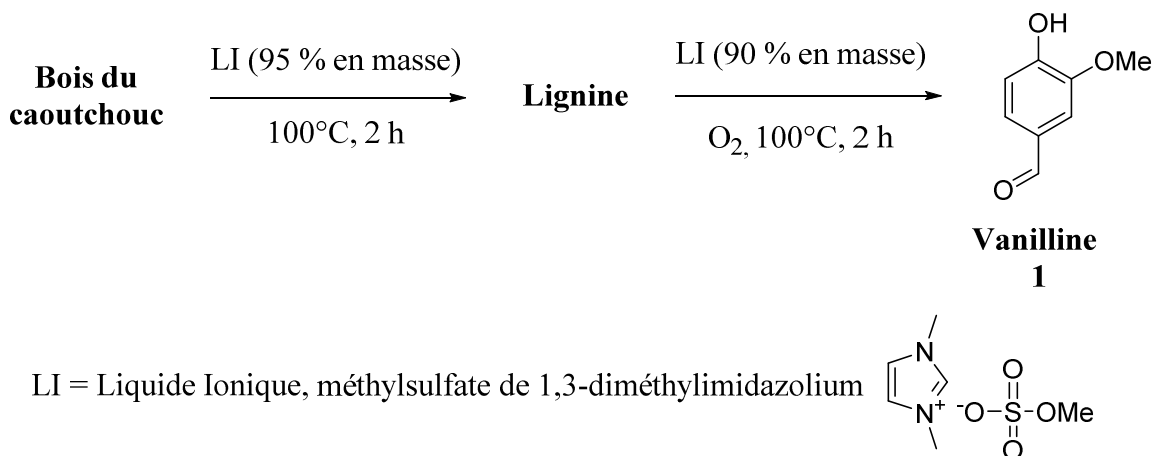 Bois du
caoutchouc
LI (95 % en masse)
100°C, 2 h
Lignine
LI (90 % en masse)
O2, 100°C, 2 h
OH
OMe
O
Vanilline
1
LI = Liquide Ionique, méthylsulfate de 1,3-diméthylimidazolium
N
N+
-O
O
S
O
OMe